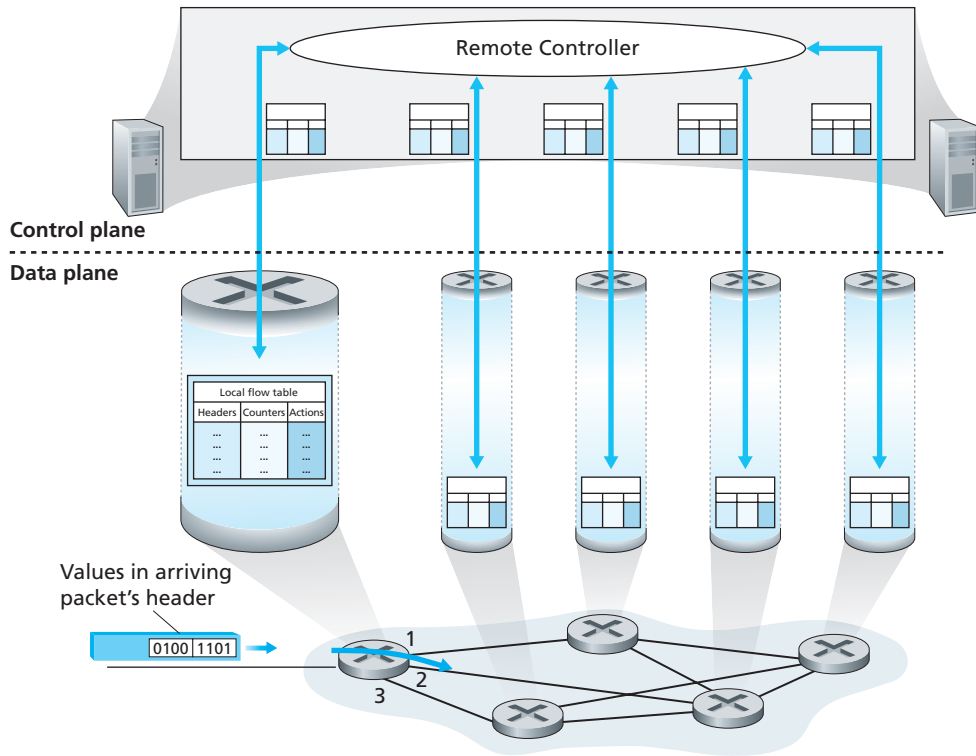 Remote Controller
Control plane
Data plane
Local flow table
Headers Counters Actions
... ... ...
... ... ...
... ... ...
... ... ...
Values in arriving
packet's header
0100 1101
1
2
3